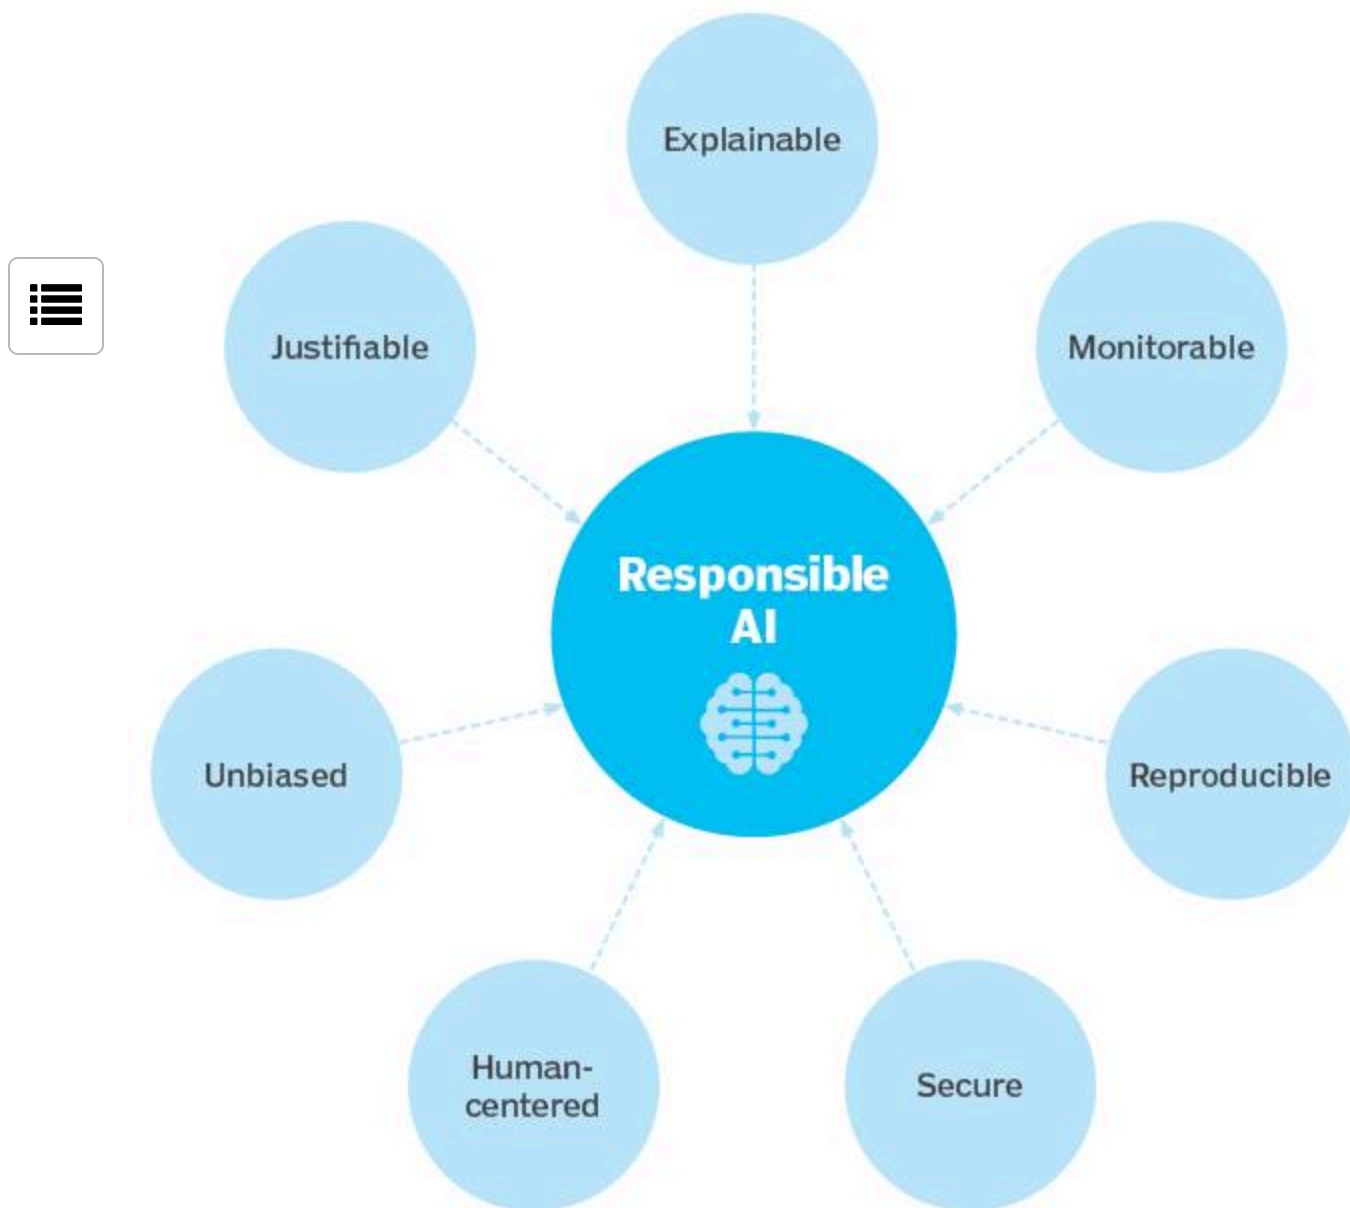 Explainable
Justifiable
Monitorable
Responsible
AI
Unbiased
Reproducible
Human-
centered
Secure